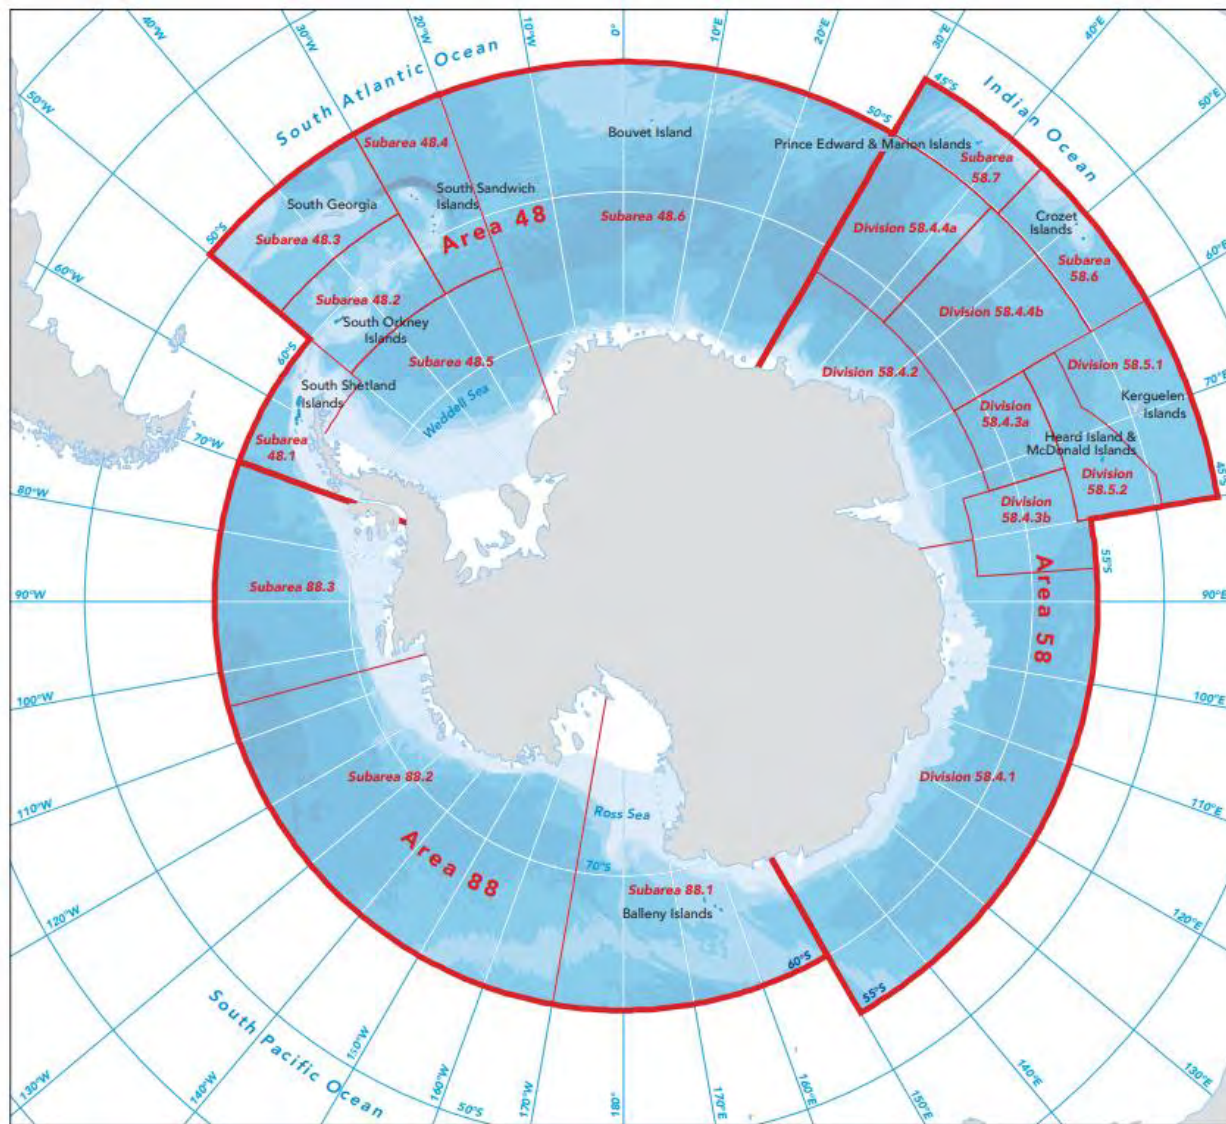 40°W
30°W
20°W
10°W
0°
10°E
20°E
30°E
40°E
50°E
60°E
70°E
50°W
60°W
70°W
80°W
90°W
100°W
110°W
120°W
130°W
140°W
150°W
160°W
170°W
180°
170°E
160°E
150°E
140°E
130°E
120°E
110°E
100°E
90°E
South Atlantic Ocean
Indian Ocean
South Pacific Ocean
45°S
50°S
50°S
60°S
45°S
55°S
70°S
60°S
55°S
50°S
Area 48
Subarea 48.4
Bouvet Island
South Sandwich
Islands
South Georgia
Subarea 48.3
Subarea 48.6
Subarea 48.2
South Orkney
Islands
Subarea 48.5
Weddell Sea
South Shetland
Islands
Subarea
48.1
Prince Edward & Marion Islands
Subarea
58.7
Division 58.4.4a
Crozet
Islands
Subarea
58.6
Division 58.4.4b
Division 58.4.2
Division 58.5.1
Kerguelen
Islands
Division
58.4.3a
Heard Island &
McDonald Islands
Division
58.5.2
Division
58.4.3b
Area 58
Division 58.4.1
Subarea 88.3
Subarea 88.2
Area 88
Ross Sea
Subarea 88.1
Balleny Islands